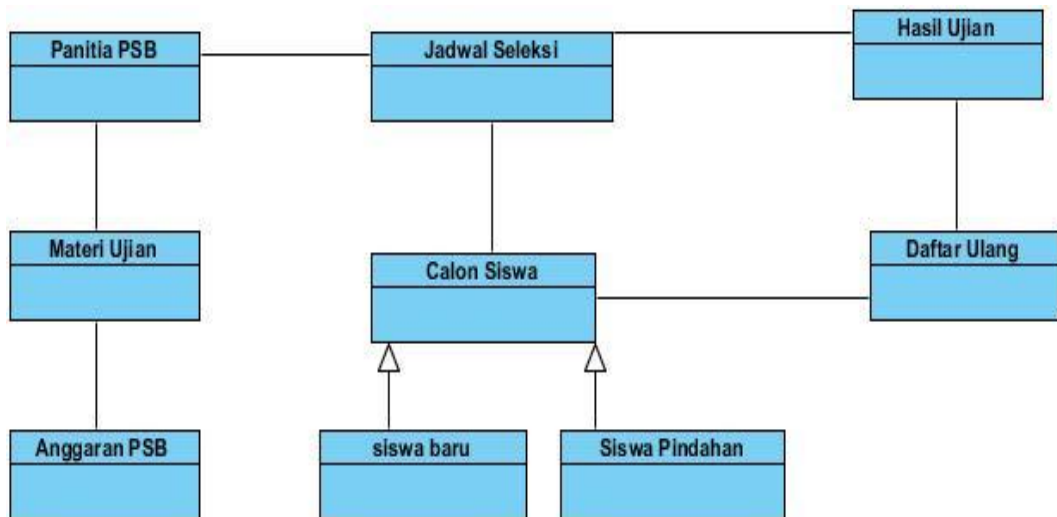 Panitia PSB
Jadwal Seleksi
Hasil Ujian
Materi Ujian
Calon Siswa
Daftar Ulang
Anggaran PSB
siswa baru
Siswa Pindahan